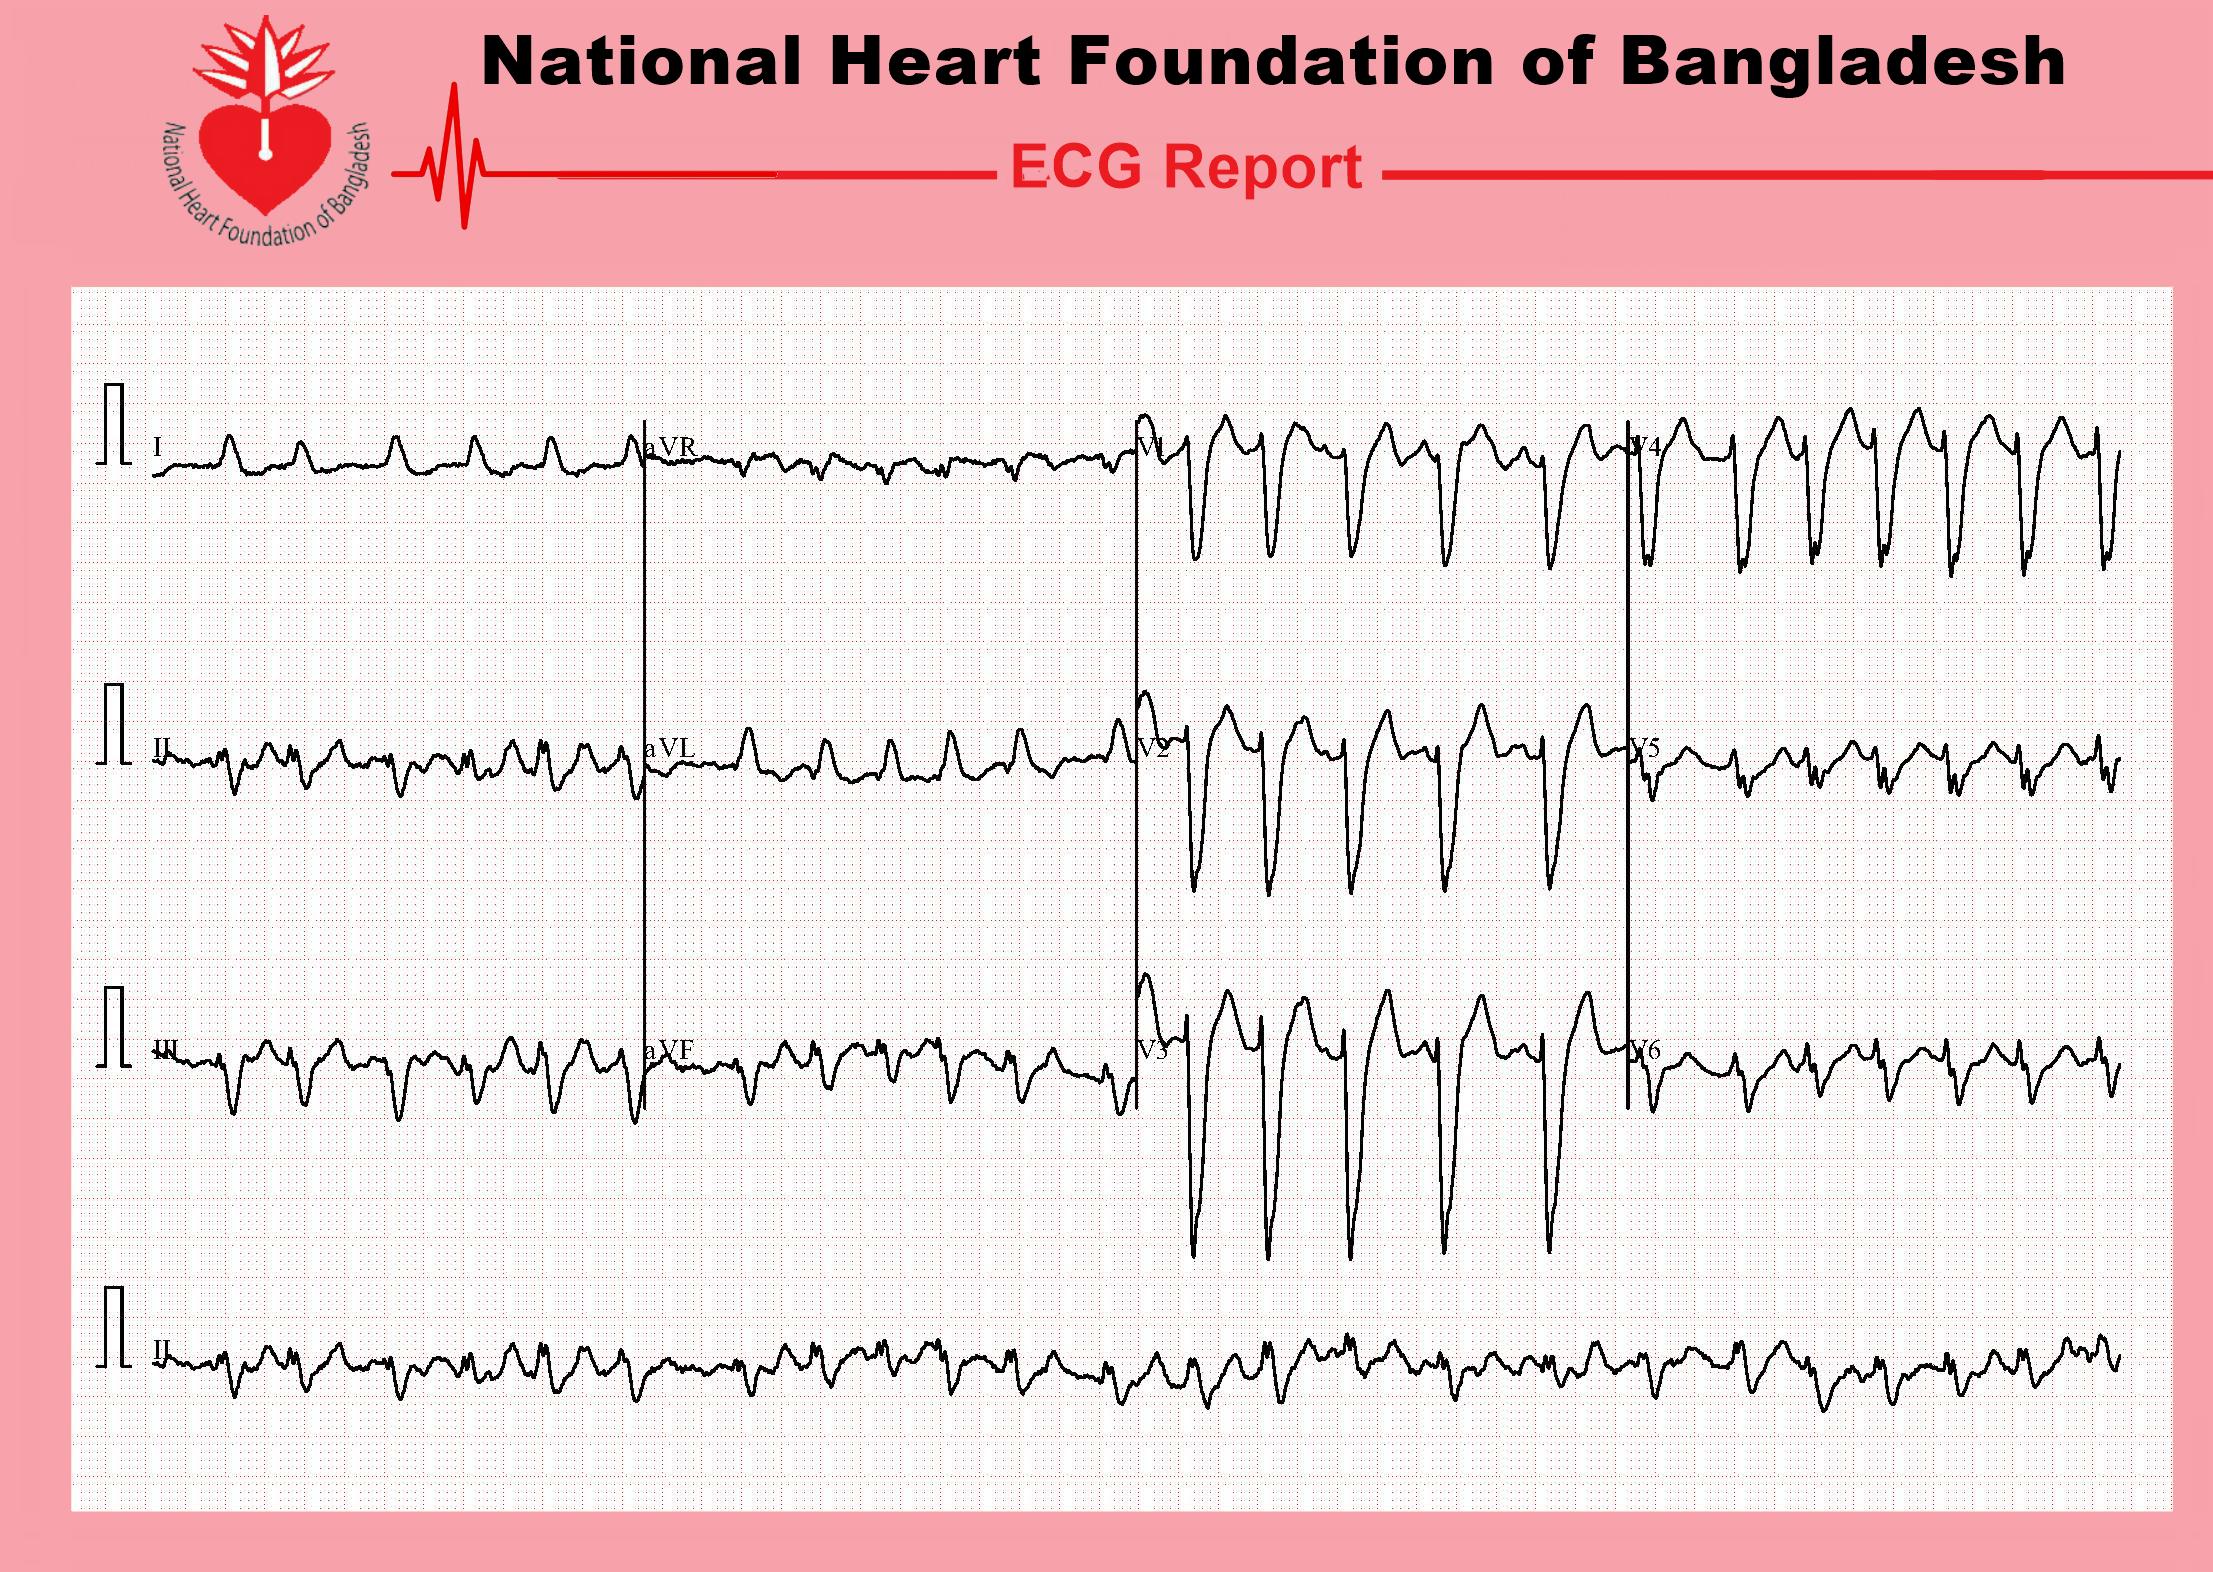 National Heart Foundation of Bangladesh
National Heart Foundation of Bangladesh
ECG Report
I
aVR
V1
V4
II
aVL
V2
V5
III
aVF
V3
V6
II